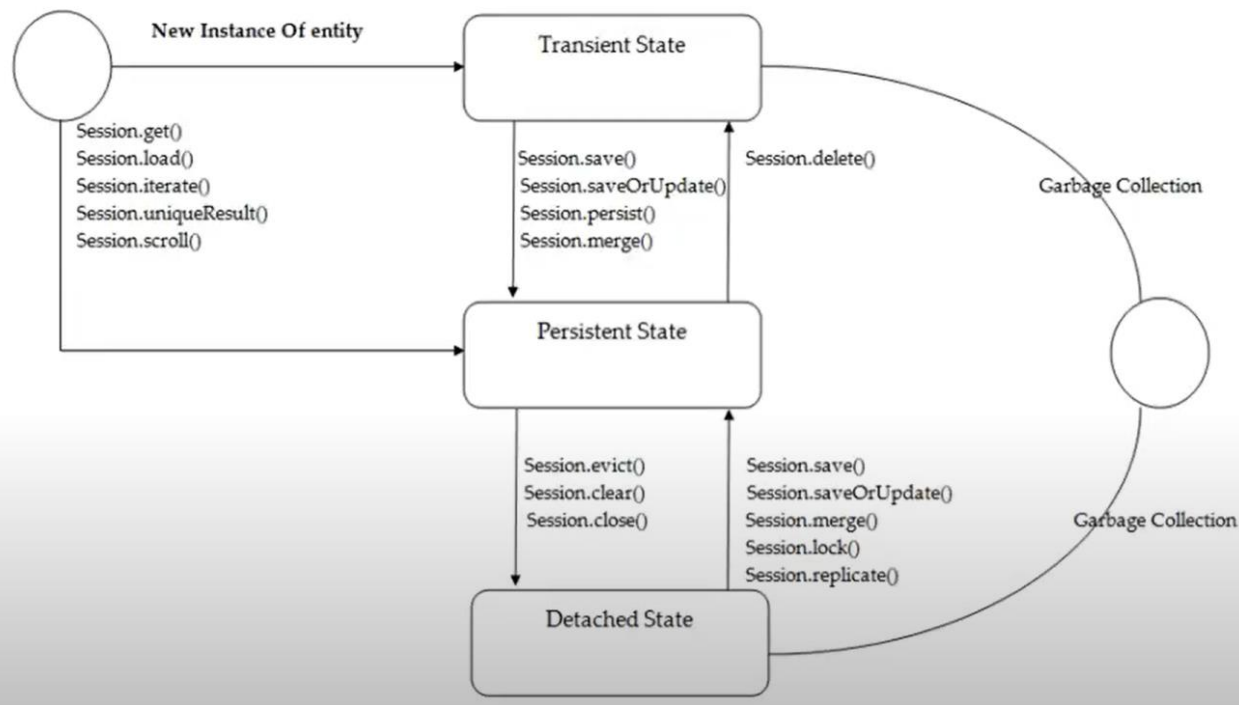 New Instance Of entity
Transient State
Session.get()
Session.load()
Session.iterate()
Session.uniqueResult()
Session.scroll()
Session.save()
Session.saveOrUpdate()
Session.persist()
Session.merge()
Session.delete()
Garbage Collection
Persistent State
Session.evict()
Session.clear()
Session.close()
Session.save()
Session.saveOrUpdate()
Session.merge()
Session.lock()
Session.replicate()
Garbage Collection
Detached State